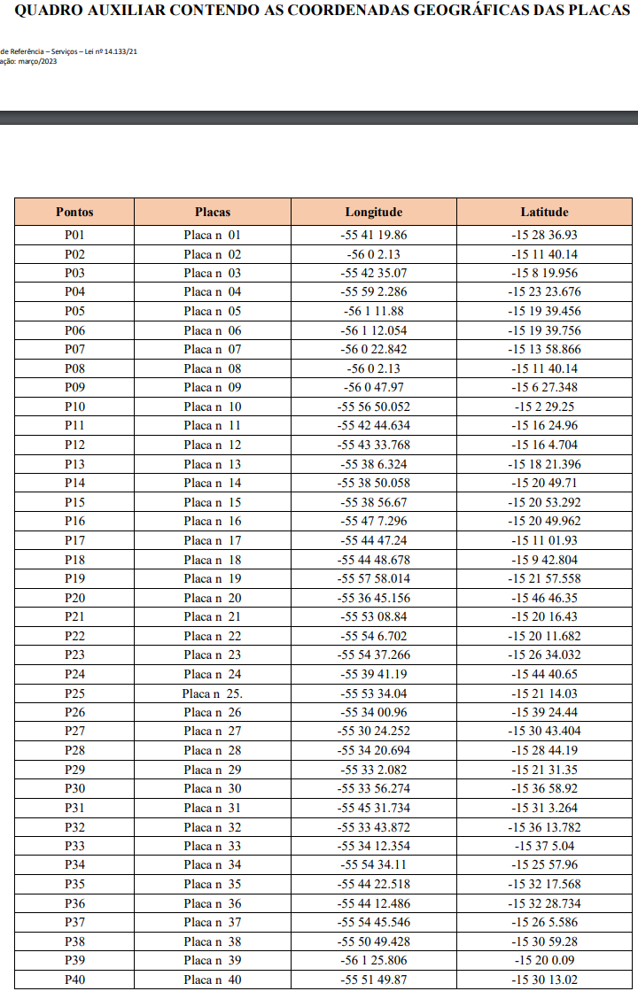 QUADRO AUXILIAR CONTENDO AS COORDENADAS GEOGRÁFICAS DAS PLACAS
de Referência – Serviços – Lei nº 14.133/21
ação: março/2023
Pontos Placas Longitude Latitude
P01 Placa n 01 -55 41 19.86 -15 28 36.93
P02 Placa n 02 -56 0 2.13 -15 11 40.14
P03 Placa n 03 -55 42 35.07 -15 8 19.956
P04 Placa n 04 -55 59 2.286 -15 23 23.676
P05 Placa n 05 -56 1 11.88 -15 19 39.456
P06 Placa n 06 -56 1 12.054 -15 19 39.756
P07 Placa n 07 -56 0 22.842 -15 13 58.866
P08 Placa n 08 -56 0 2.13 -15 11 40.14
P09 Placa n 09 -56 0 47.97 -15 6 27.348
P10 Placa n 10 -55 56 50.052 -15 2 29.25
P11 Placa n 11 -55 42 44.634 -15 16 24.96
P12 Placa n 12 -55 43 33.768 -15 16 4.704
P13 Placa n 13 -55 38 6.324 -15 18 21.396
P14 Placa n 14 -55 38 50.058 -15 20 49.71
P15 Placa n 15 -55 38 56.67 -15 20 53.292
P16 Placa n 16 -55 47 7.296 -15 20 49.962
P17 Placa n 17 -55 44 47.24 -15 11 01.93
P18 Placa n 18 -55 44 48.678 -15 9 42.804
P19 Placa n 19 -55 57 58.014 -15 21 57.558
P20 Placa n 20 -55 36 45.156 -15 46 46.35
P21 Placa n 21 -55 53 08.84 -15 20 16.43
P22 Placa n 22 -55 54 6.702 -15 20 11.682
P23 Placa n 23 -55 54 37.266 -15 26 34.032
P24 Placa n 24 -55 39 41.19 -15 44 40.65
P25 Placa n 25. -55 53 34.04 -15 21 14.03
P26 Placa n 26 -55 34 00.96 -15 39 24.44
P27 Placa n 27 -55 30 24.252 -15 30 43.404
P28 Placa n 28 -55 34 20.694 -15 28 44.19
P29 Placa n 29 -55 33 2.082 -15 21 31.35
P30 Placa n 30 -55 33 56.274 -15 36 58.92
P31 Placa n 31 -55 45 31.734 -15 31 3.264
P32 Placa n 32 -55 33 43.872 -15 36 13.782
P33 Placa n 33 -55 34 12.354 -15 37 5.04
P34 Placa n 34 -55 54 34.11 -15 25 57.96
P35 Placa n 35 -55 44 22.518 -15 32 17.568
P36 Placa n 36 -55 44 12.486 -15 32 28.734
P37 Placa n 37 -55 54 45.546 -15 26 5.586
P38 Placa n 38 -55 50 49.428 -15 30 59.28
P39 Placa n 39 -56 1 25.806 -15 20 0.09
P40 Placa n 40 -55 51 49.87 -15 30 13.02